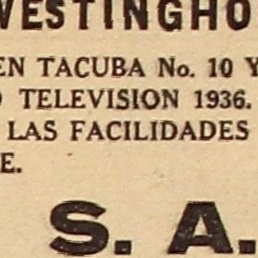 WESTINGHO
EN TACUBA No. 10 Y
TELEVISION 1936.
LAS FACILIDADES
E.
S. A.